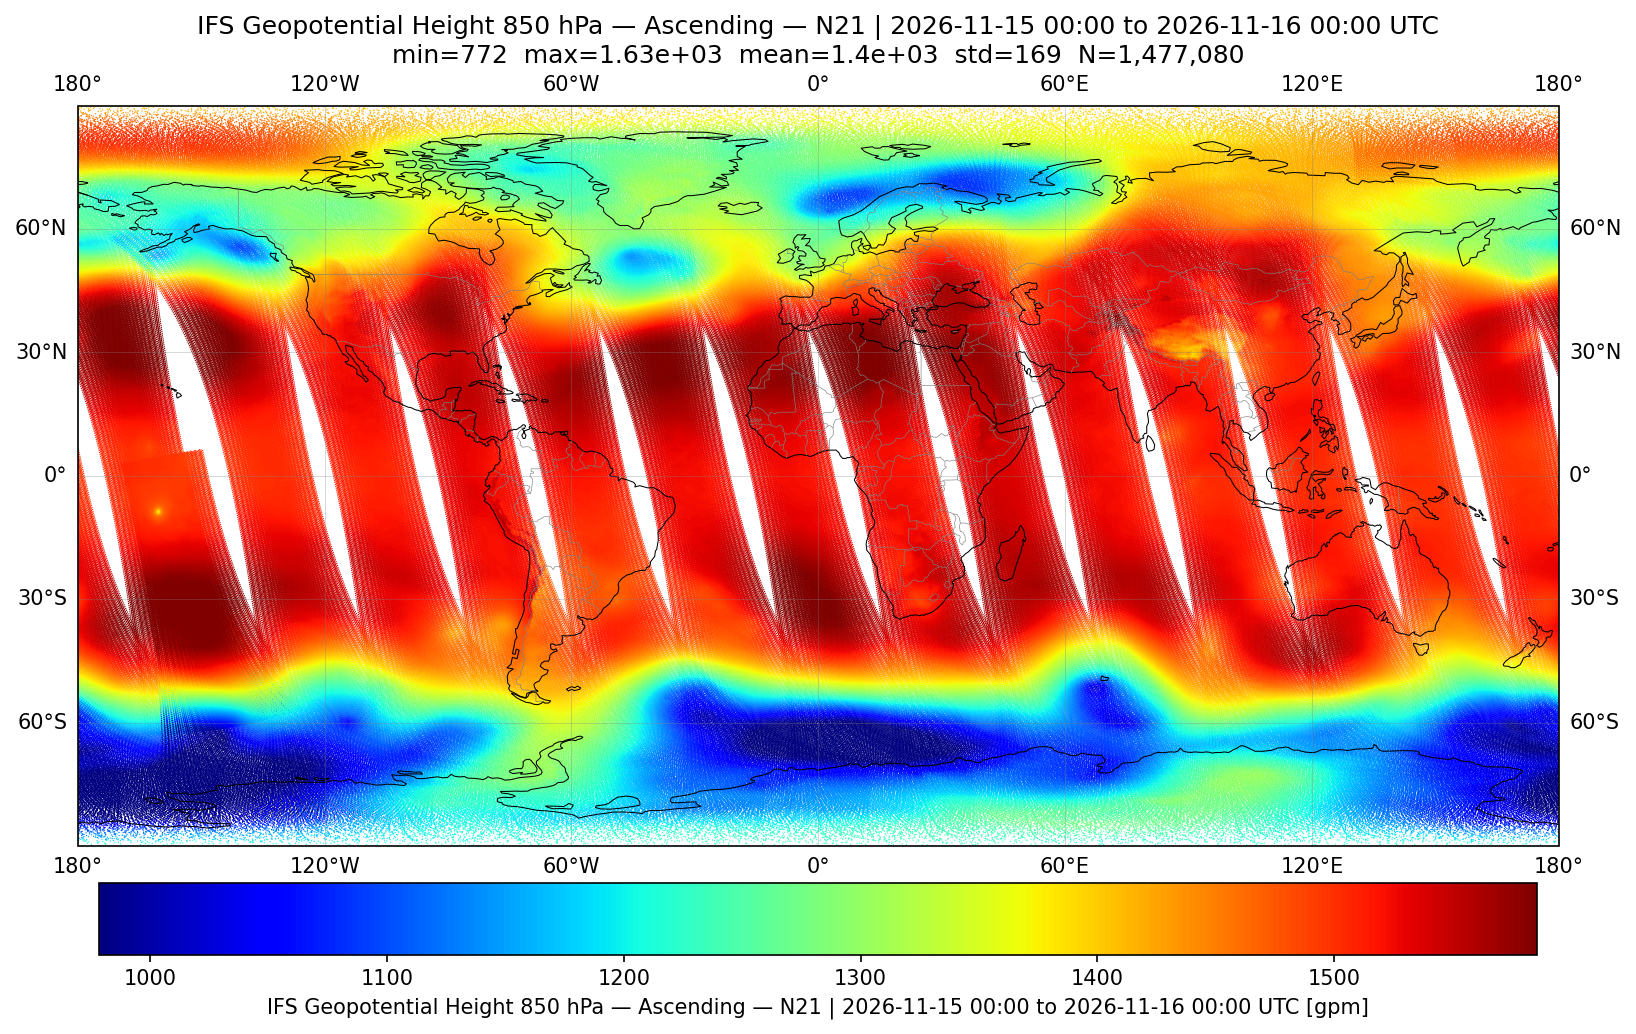 IFS Geopotential Height 850 hPa — Ascending — N21 | 2026-11-15 00:00 to 2026-11-16 00:00 UTC
min=772  max=1.63e+03  mean=1.4e+03  std=169  N=1,477,080
180° 120°W 60°W 0° 60°E 120°E 180°
60°N 60°N
30°N 30°N
0° 0°
30°S 30°S
60°S 60°S
180° 120°W 60°W 0° 60°E 120°E 180°
1000 1100 1200 1300 1400 1500
IFS Geopotential Height 850 hPa — Ascending — N21 | 2026-11-15 00:00 to 2026-11-16 00:00 UTC [gpm]